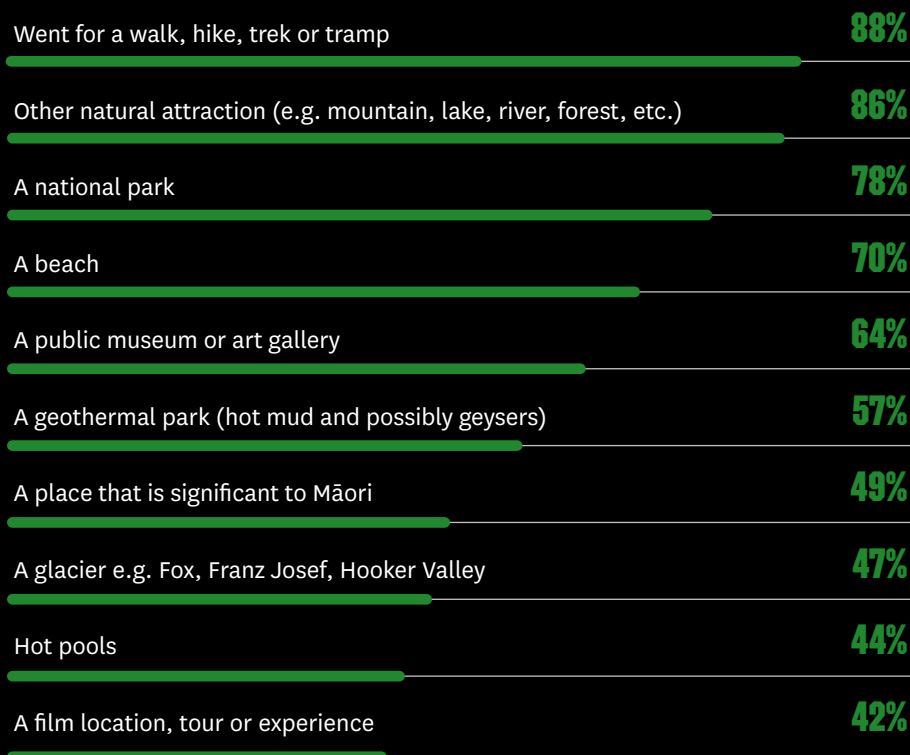 Went for a walk, hike, trek or tramp 88%
Other natural attraction (e.g. mountain, lake, river, forest, etc.) 86%
A national park 78%
A beach 70%
A public museum or art gallery 64%
A geothermal park (hot mud and possibly geysers) 57%
A place that is significant to Māori 49%
A glacier e.g. Fox, Franz Josef, Hooker Valley 47%
Hot pools 44%
A film location, tour or experience 42%